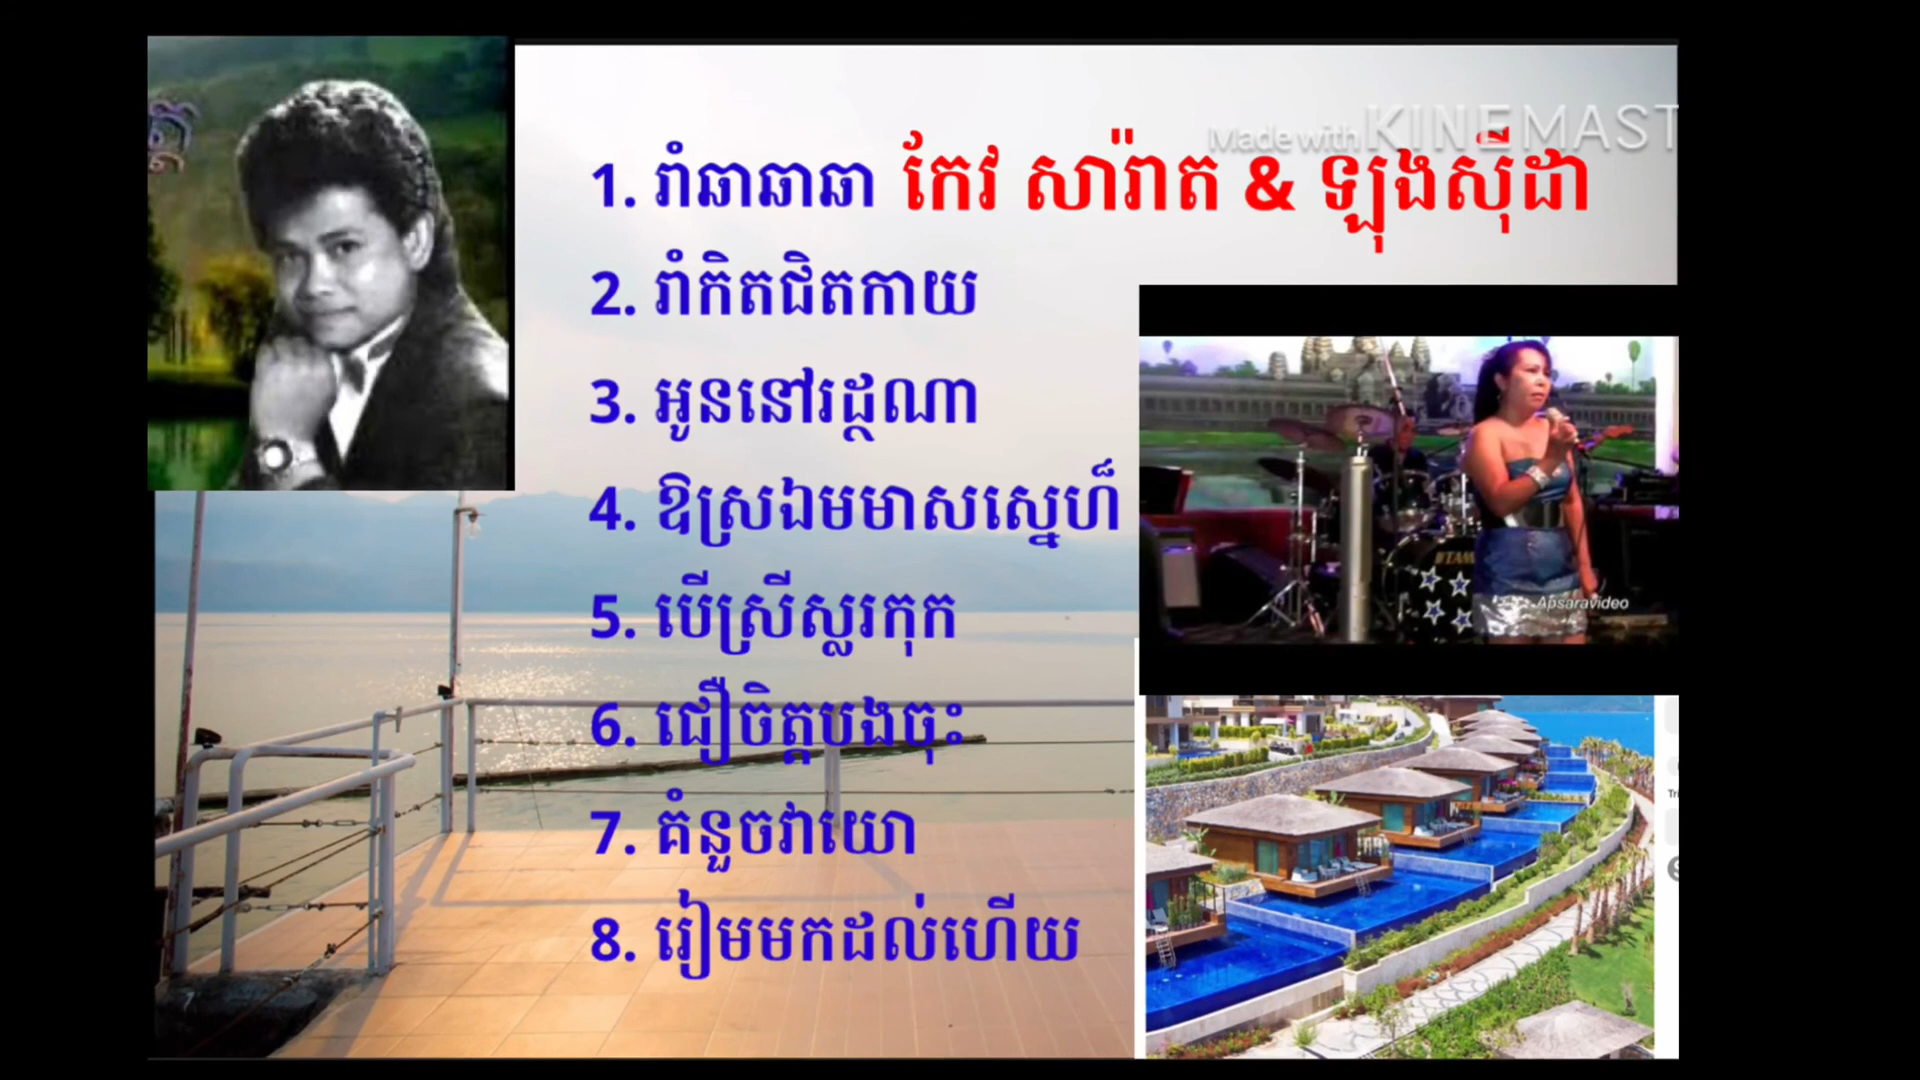 Made with KINEMAST
1. រាំឆាឆាឆា កែវ សារ៉ាត & ឡុងស៊ីដា
2. រាំកិតជិតកាយ
3. អូននៅរដ្ឋណា
4. ឱស្រឯមមាសស្នេហ៏
5. បើស្រីស្លរកុក
6. ជឿចិត្តបងចុះ
7. គំនួចវាយោ
8. រៀមមកដល់ហើយ
TAMA
Apsaravideo